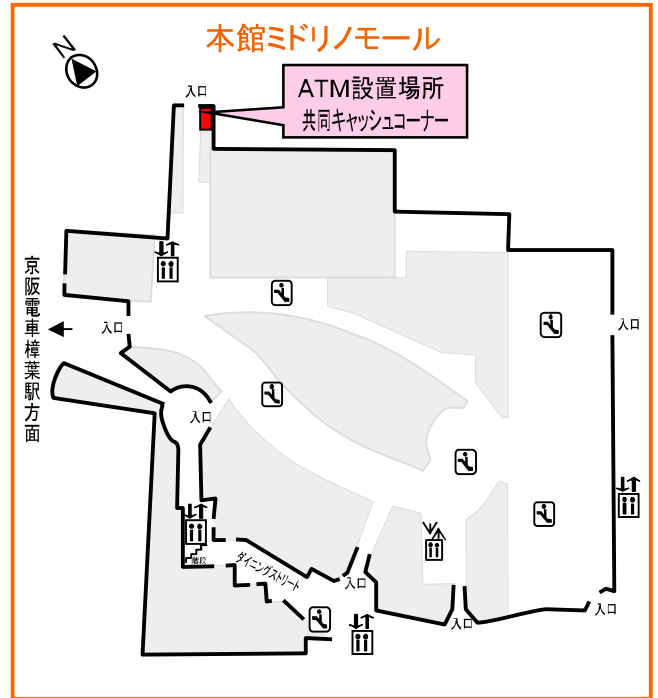 本館ミドリノモール
N
入口
ATM設置場所
共同キャッシュコーナー
京阪電車樟葉駅方面
入口
入口
入口
階段
ダイニングストリート
入口
入口
入口